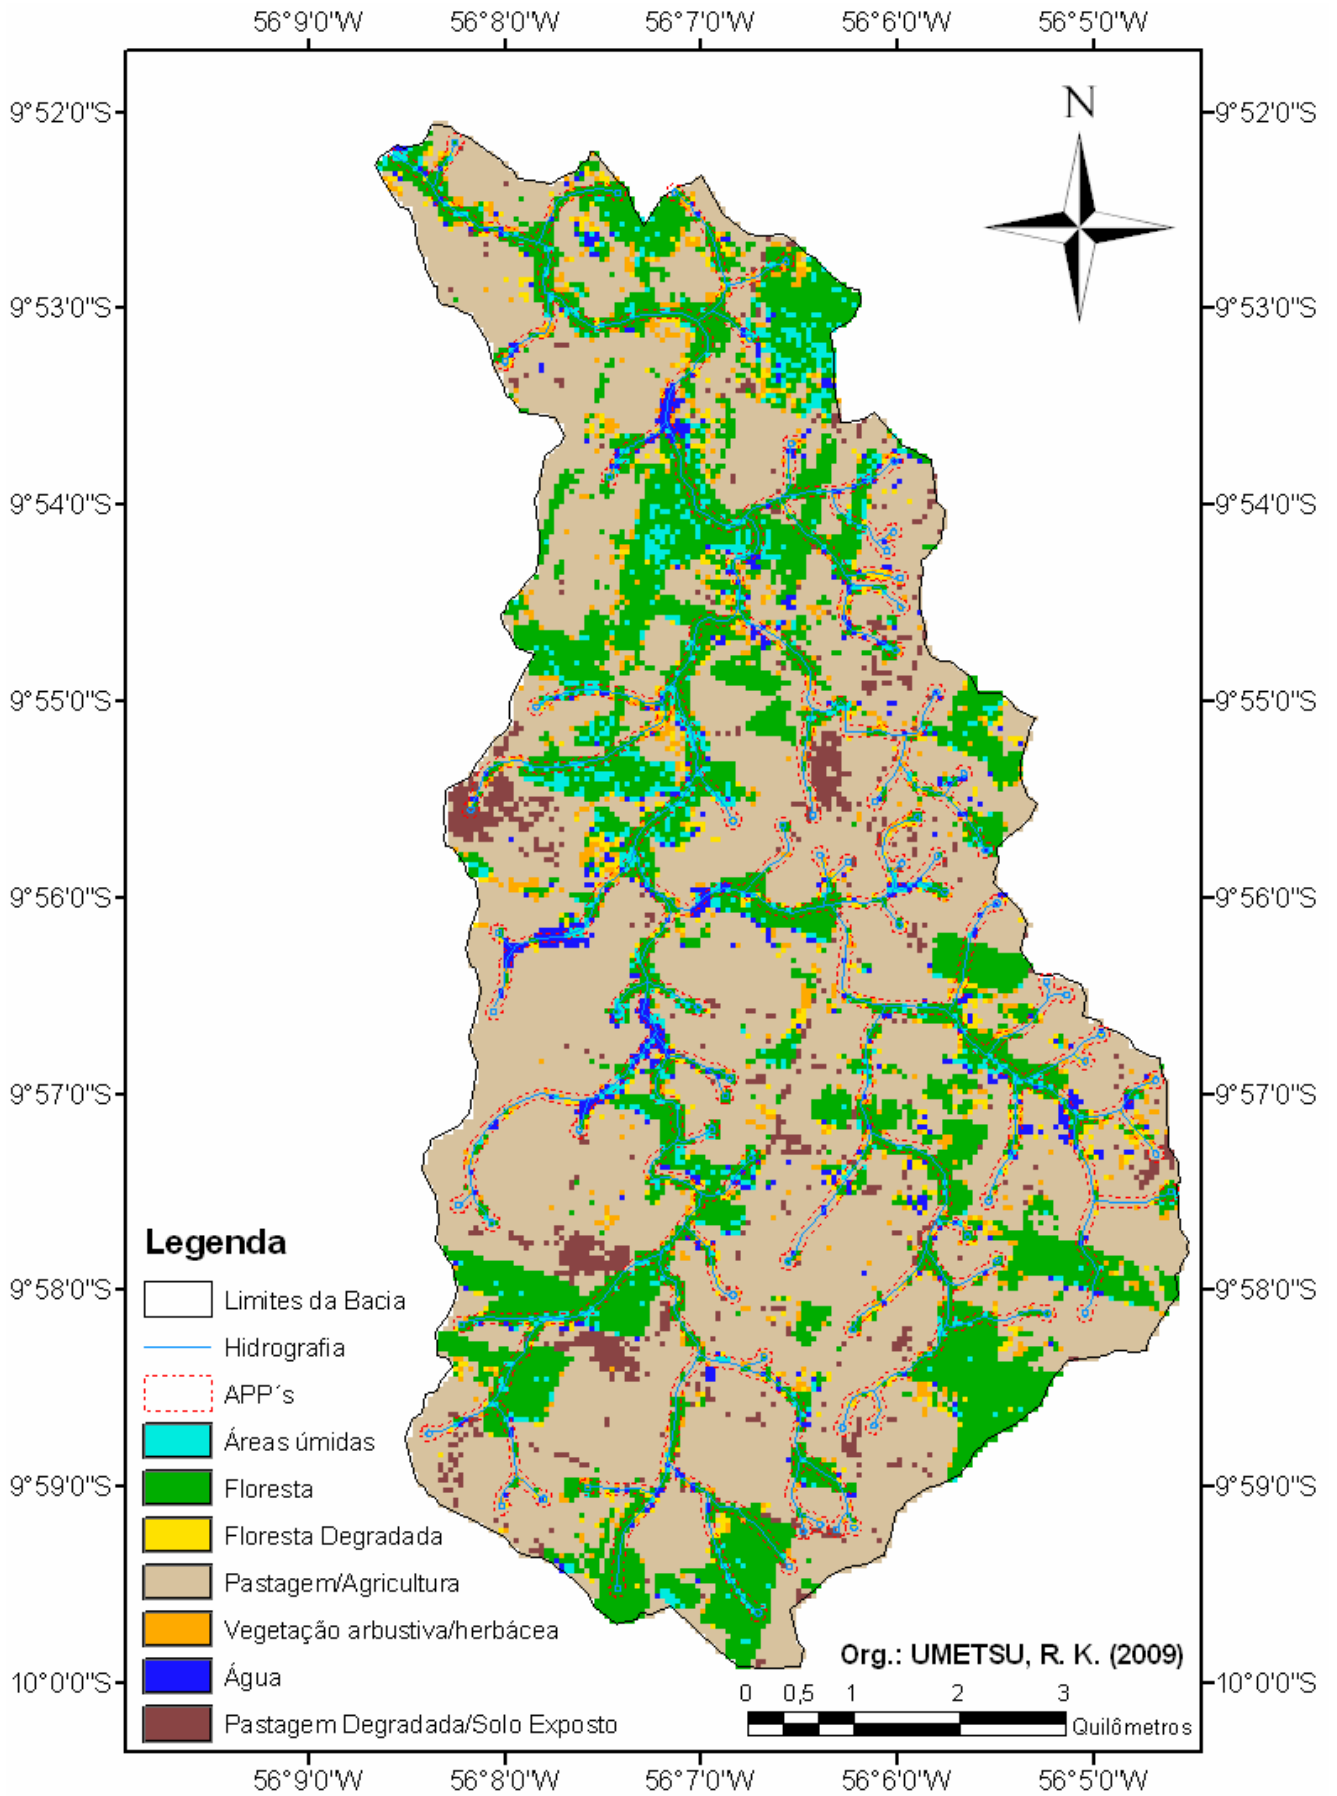 56°9'0"W 56°8'0"W 56°7'0"W 56°6'0"W 56°5'0"W
N
9°52'0"S 9°52'0"S
9°53'0"S 9°53'0"S
9°54'0"S 9°54'0"S
9°55'0"S 9°55'0"S
9°56'0"S 9°56'0"S
9°57'0"S 9°57'0"S
9°58'0"S 9°58'0"S
9°59'0"S 9°59'0"S
10°0'0"S 10°0'0"S
Legenda
Limites da Bacia
Hidrografia
APP´s
Áreas úmidas
Floresta
Floresta Degradada
Pastagem/Agricultura
Vegetação arbustiva/herbácea
Água
Pastagem Degradada/Solo Exposto
Org.: UMETSU, R. K. (2009)
0 0,5 1 2 3
Quilômetros
56°9'0"W 56°8'0"W 56°7'0"W 56°6'0"W 56°5'0"W